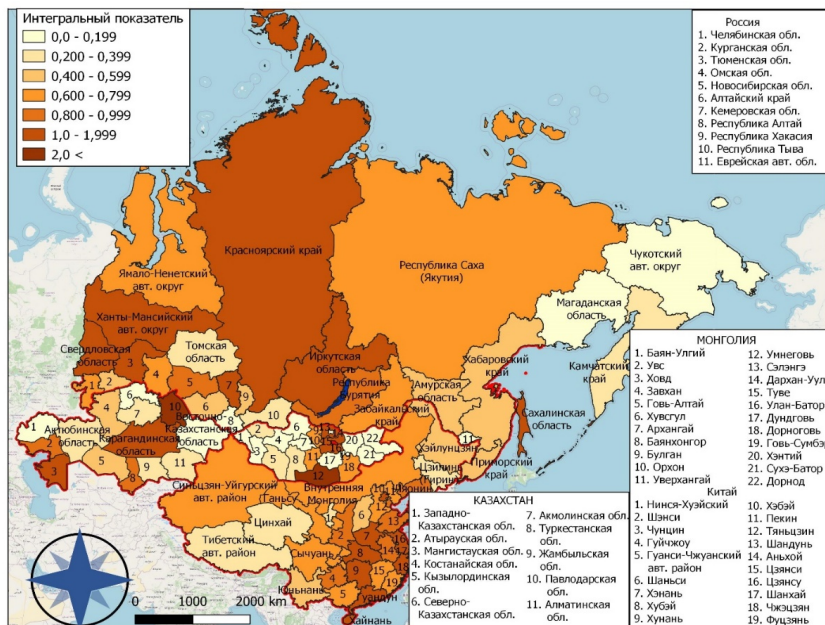 Интегральный показатель
0,0 - 0,199
0,200 - 0,399
0,400 - 0,599
0,600 - 0,799
0,800 - 0,999
1,0 - 1,999
2,0 <
Россия
1. Челябинская обл.
2. Курганская обл.
3. Тюменская обл.
4. Омская обл.
5. Новосибирская обл.
6. Алтайский край
7. Кемеровская обл.
8. Республика Алтай
9. Республика Хакасия
10. Республика Тыва
11. Еврейская авт. обл.
Красноярский край
Ямало-Ненетский
авт. округ
Республика Саха
(Якутия)
Чукотский
авт. округ
Магаданская
область
Ханты-Мансийский
авт. округ
Свердловская
область
Томская
область
Иркутская
область
Республика
Бурятия
Забайкальский
край
Амурская
область
Хабаровский
край
Камчатский
край
Сахалинская
область
Приморский
край
Актюбинская
область
Карагандинская
область
Восточно-
Казахстанская
область
Синьцзян-Уйгурский
авт. район
Внутренняя
Монголия
Хэйлунцзян
Цинхай
Тибетский
авт. район
Сычуань
Юньнань
Гуандун
Хайнань
0
1000
2000 km
КАЗАХСТАН
1. Западно-
Казахстанская обл.
2. Атырауская обл.
3. Мангистауская обл.
4. Костанайская обл.
5. Кызылординская
обл.
6. Северно-
Казахстанская обл.
7. Акмолинская обл.
8. Туркестанская
обл.
9. Жамбыльская
обл.
10. Павлодарская
обл.
11. Алматинская
обл.
МОНГОЛИЯ
1. Баян-Улгий
2. Увс
3. Ховд
4. Завхан
5. Говь-Алтай
6. Хувсгул
7. Архангай
8. Баянхонгор
9. Булган
10. Орхон
11. Уверхангай
12. Умнеговь
13. Сэлэнгэ
14. Дархан-Уул
15. Туве
16. Улан-Батор
17. Дундговь
18. Дорноговь
19. Говь-Сумбэр
20. Хэнтий
21. Сухэ-Батор
22. Дорнод
Китай
1. Нинся-Хуэйский
2. Шэнси
3. Чунцин
4. Гуйчжоу
5. Гуанси-Чжуанский
авт. район
6. Шаньси
7. Хэнань
8. Хубэй
9. Хунань
10. Хэбэй
11. Пекин
12. Тяньцзин
13. Шандунь
14. Аньхой
15. Цзянси
16. Цзянсу
17. Шанхай
18. Чжэцзян
19. Фуцзянь